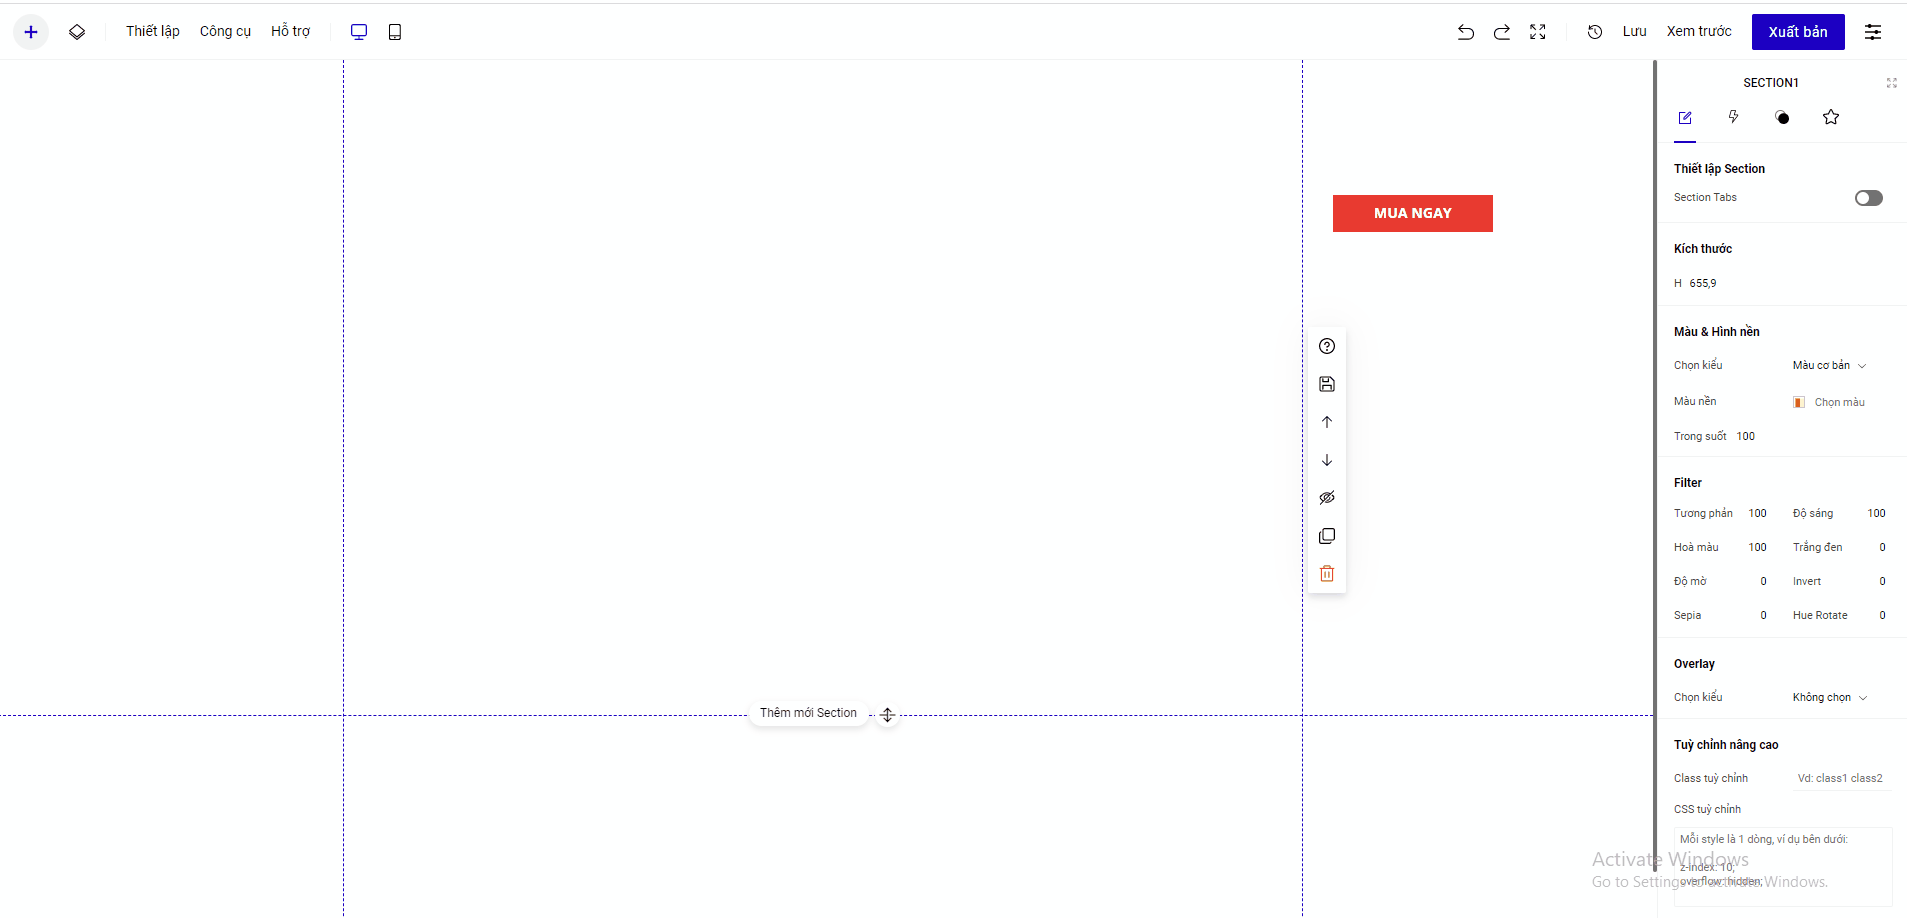 Thiết lập Công cụ Hỗ trợ Lưu Xem trước Xuất bản
SECTION1
Thiết lập Section
Section Tabs
MUA NGAY
Kích thước
H 655,9
Màu & Hình nền
Chọn kiểu Màu cơ bản
Màu nền Chọn màu
Trong suốt 100
Filter
Tương phản 100 Độ sáng 100
Hoà màu 100 Trắng đen 0
Độ mờ 0 Invert 0
Sepia 0 Hue Rotate 0
Overlay
Chọn kiểu Không chọn
Thêm mới Section
Tuỳ chỉnh nâng cao
Class tuỳ chỉnh Vd: class1 class2
CSS tuỳ chỉnh
Mỗi style là 1 dòng, ví dụ bên dưới:
Activate Windows
z-index: 10;
Go to Settings to activate Windows.
overflow: hidden;